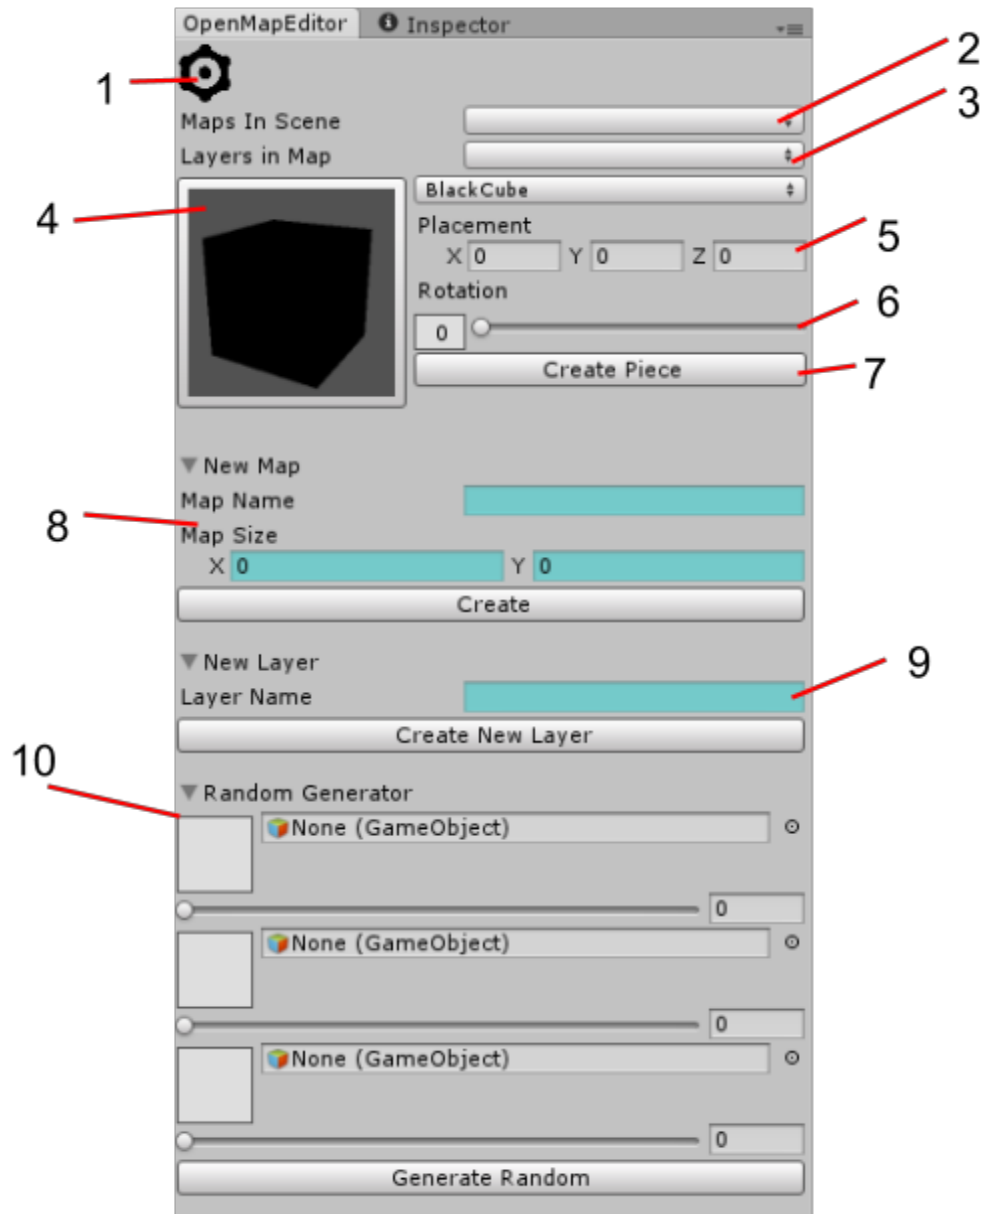 OpenMapEditor Inspector
1
2
Maps In Scene
3
Layers in Map
4
BlackCube
Placement
5
X 0 Y 0 Z 0
Rotation
6
0
Create Piece
7
New Map
Map Name
8
Map Size
X 0 Y 0
Create
New Layer
9
Layer Name
Create New Layer
10
Random Generator
None (GameObject)
0
None (GameObject)
0
None (GameObject)
0
Generate Random